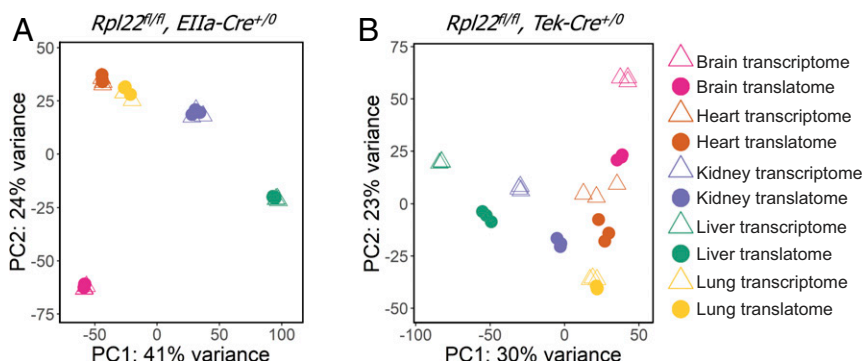 A
Rpl22fl/fl, EIIa-Cre+/0
50
25
0
-25
-50
-75
PC2: 24% variance
-50
0
50
100
PC1: 41% variance
B
Rpl22fl/fl, Tek-Cre+/0
75
50
25
0
-25
-50
PC2: 23% variance
-100
-50
0
50
PC1: 30% variance
Brain transcriptome
Brain translatome
Heart transcriptome
Heart translatome
Kidney transcriptome
Kidney translatome
Liver transcriptome
Liver translatome
Lung transcriptome
Lung translatome